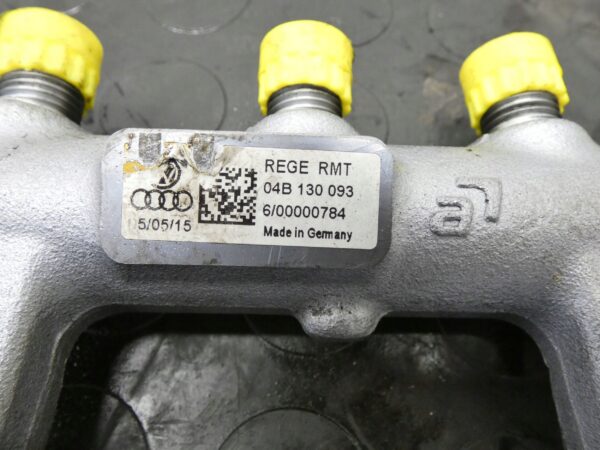 REGE RMT
04B 130 093
6/00000784
Made in Germany
5/05/15
a